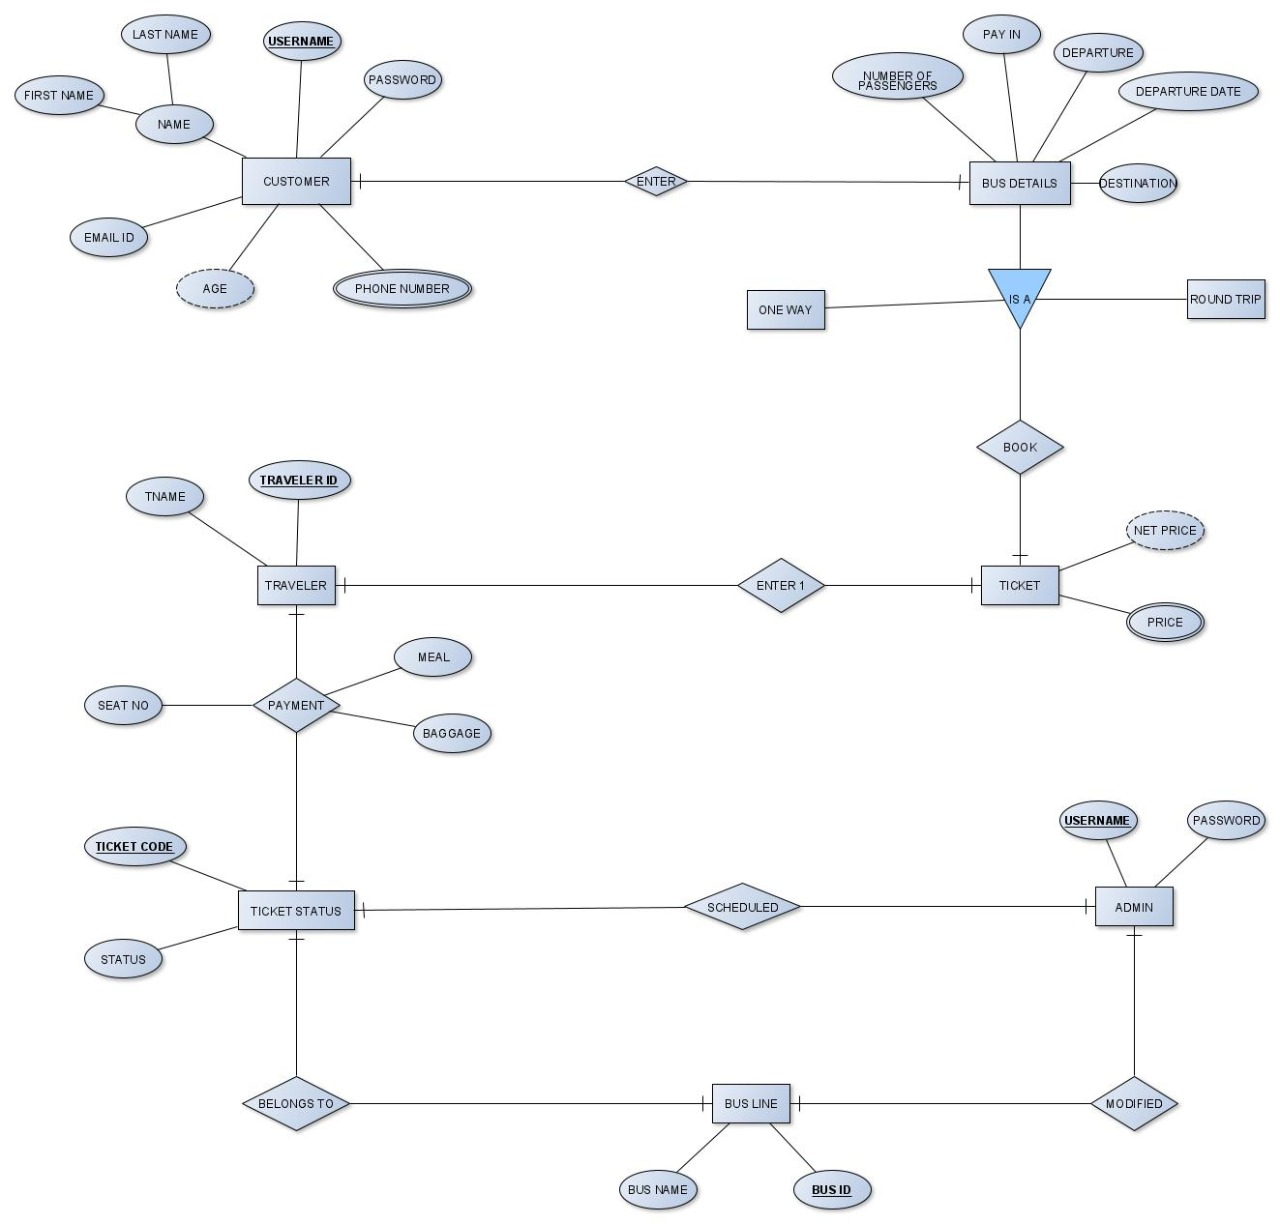 LAST NAME
USERNAME
PAY IN
DEPARTURE
FIRST NAME
PASSWORD
NUMBER OF
PASSENGERS
DEPARTURE DATE
NAME
CUSTOMER
ENTER
BUS DETAILS
DESTINATION
EMAIL ID
AGE
PHONE NUMBER
ONE WAY
IS A
ROUND TRIP
BOOK
TNAME
TRAVELER ID
NET PRICE
TRAVELER
ENTER 1
TICKET
PRICE
MEAL
SEAT NO
PAYMENT
BAGGAGE
TICKET CODE
USERNAME
PASSWORD
TICKET STATUS
SCHEDULED
ADMIN
STATUS
BELONGS TO
BUS LINE
MODIFIED
BUS NAME
BUS ID